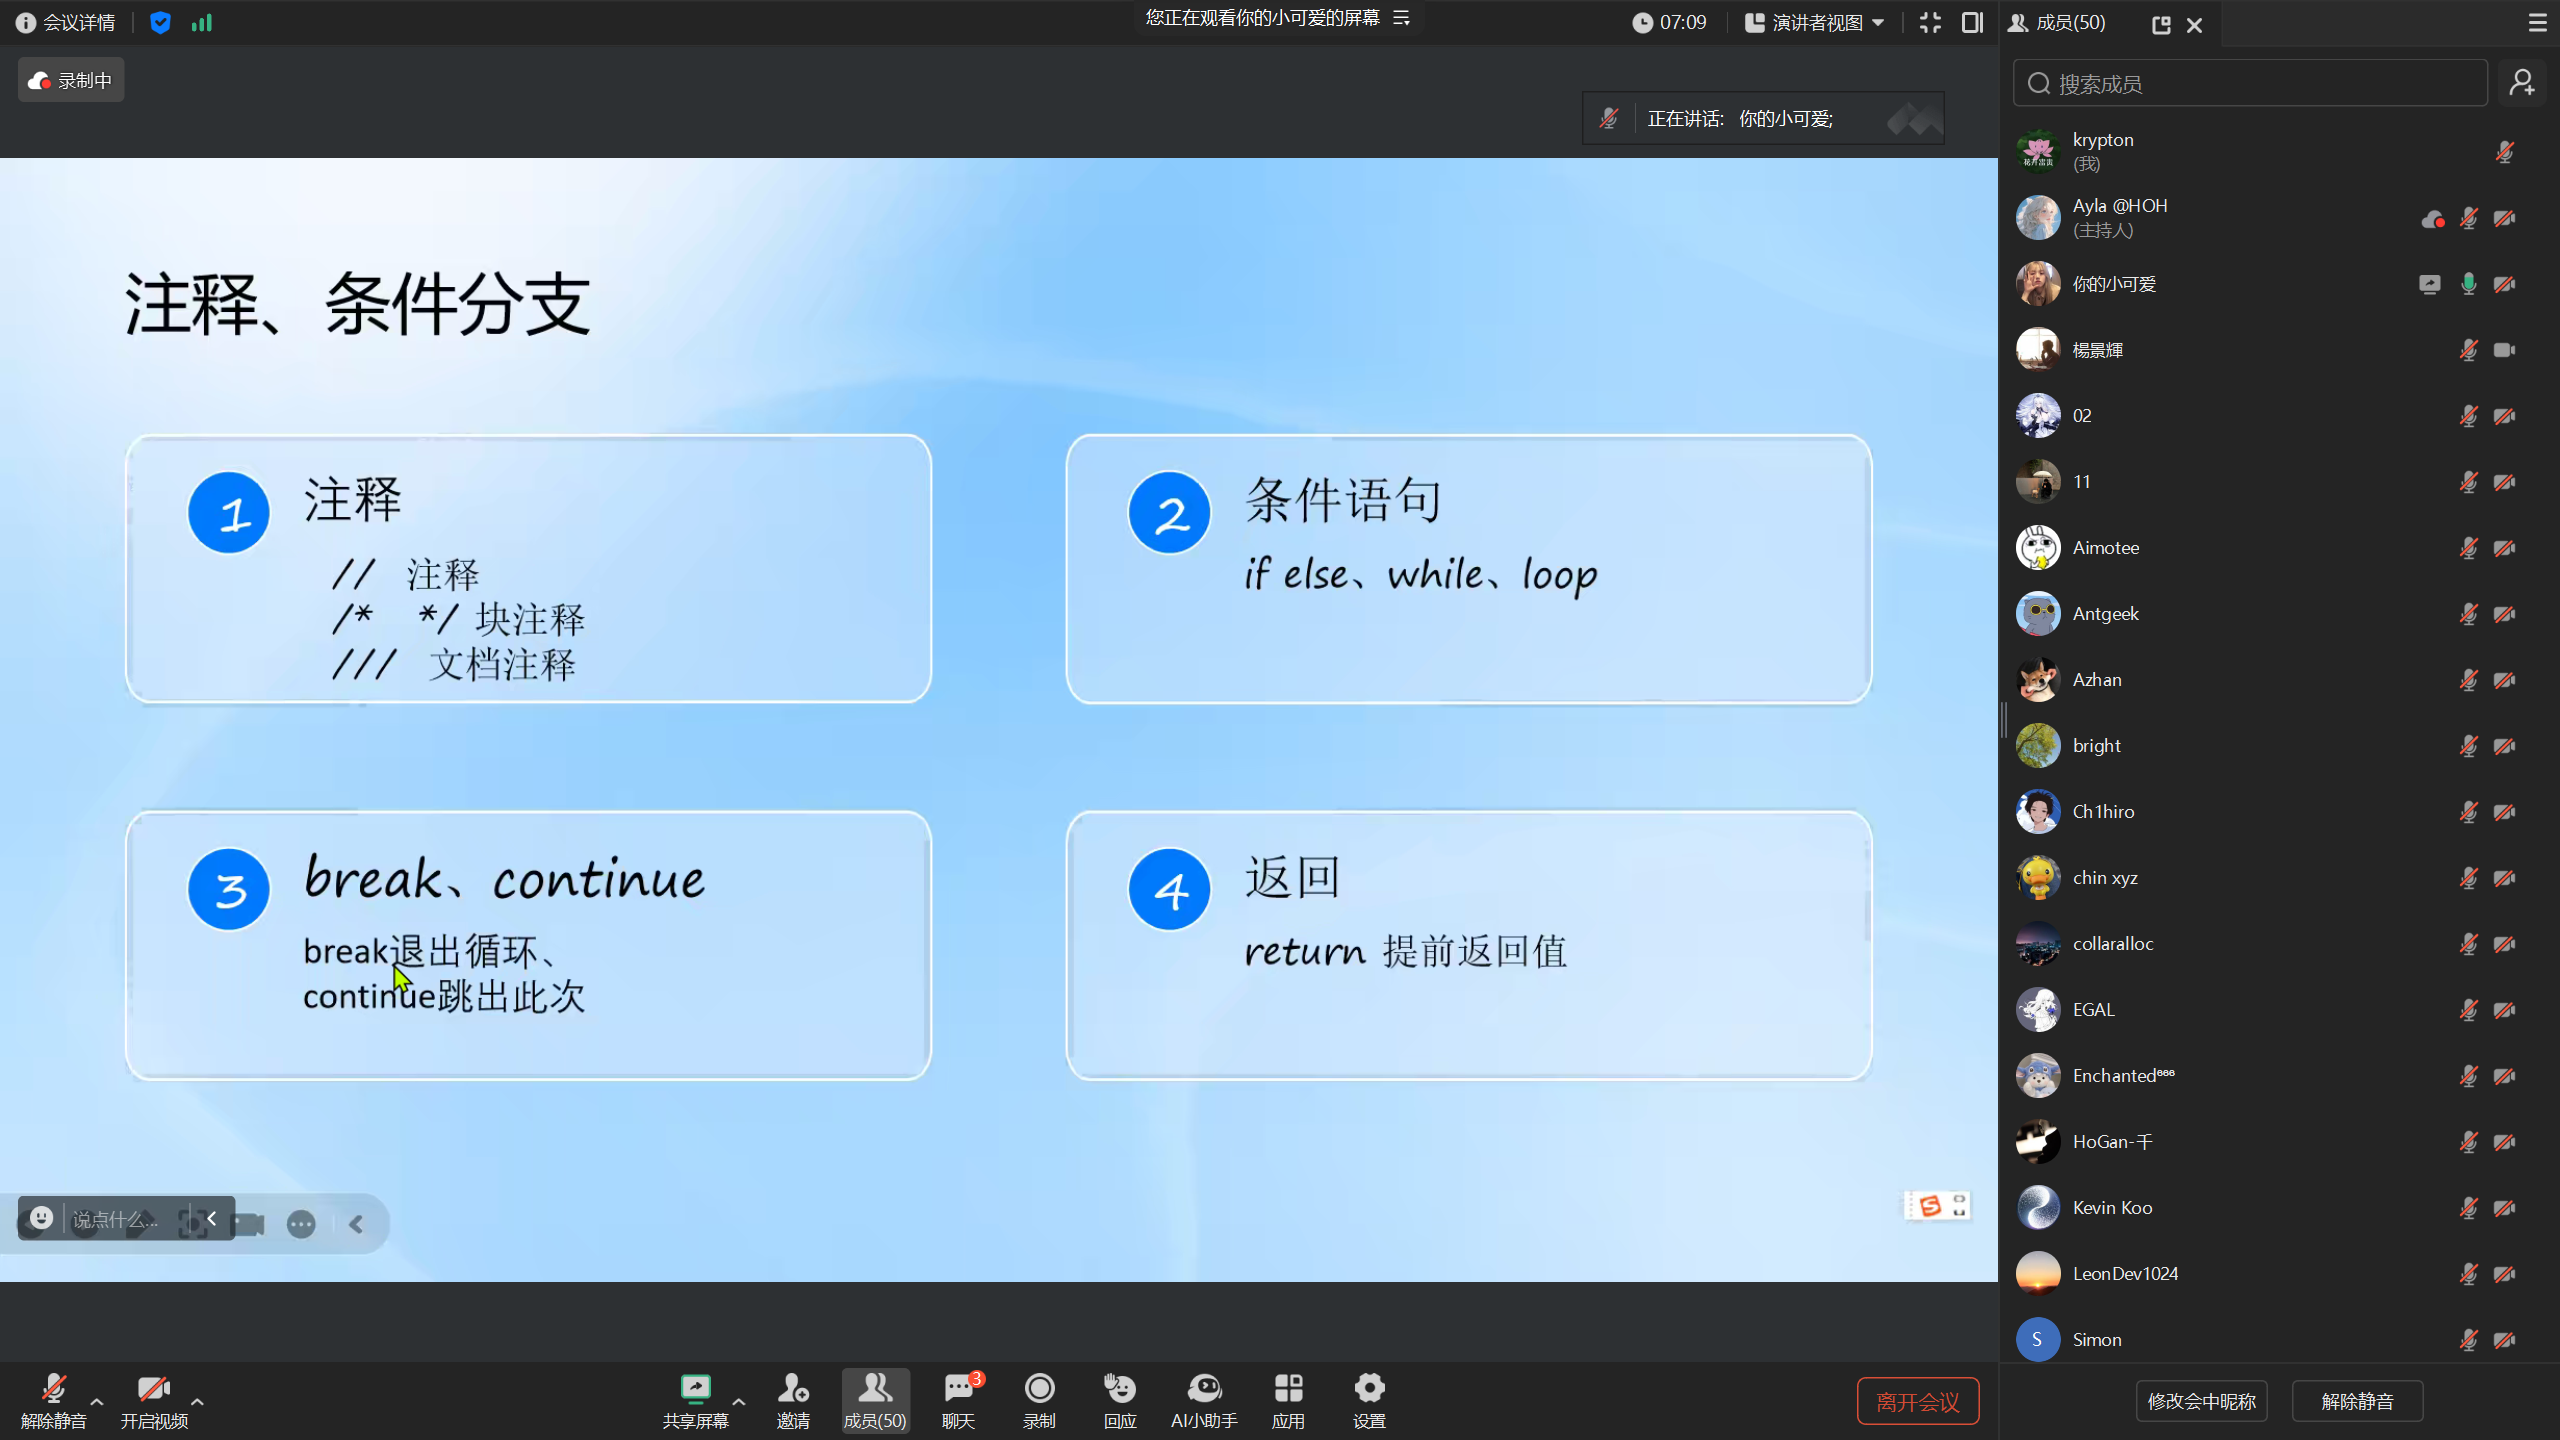 会议详情
您正在观看你的小可爱的屏幕
07:09
演讲者视图
成员(50)
录制中
正在讲话: 你的小可爱;
搜索成员
注释、条件分支
1
注释
// 注释
/* */ 块注释
/// 文档注释
2
条件语句
if else、while、loop
3
break、continue
break退出循环、
continue跳出此次
4
返回
return 提前返回值
说点什么...
krypton
(我)
Ayla @HOH
(主持人)
你的小可爱
楊景輝
02
11
Aimotee
Antgeek
Azhan
bright
Ch1hiro
chin xyz
collaralloc
EGAL
Enchanted⁶⁶⁶
HoGan-千
Kevin Koo
LeonDev1024
S
Simon
解除静音
开启视频
共享屏幕
邀请
成员(50)
3
聊天
录制
回应
AI小助手
应用
设置
离开会议
修改会中昵称
解除静音